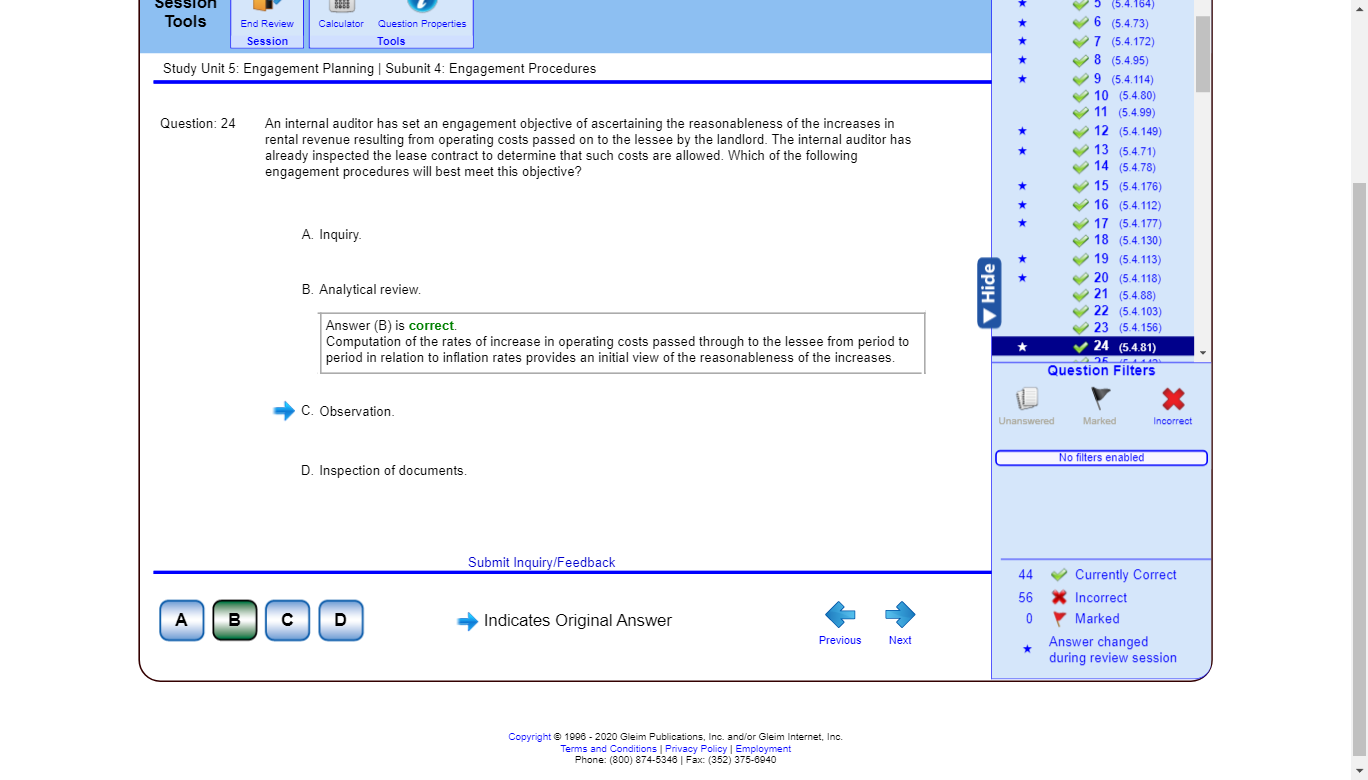 Session
Tools
End Review
Session
Calculator
Question Properties
Tools
Study Unit 5: Engagement Planning | Subunit 4: Engagement Procedures
Question: 24
An internal auditor has set an engagement objective of ascertaining the reasonableness of the increases in
rental revenue resulting from operating costs passed on to the lessee by the landlord. The internal auditor has
already inspected the lease contract to determine that such costs are allowed. Which of the following
engagement procedures will best meet this objective?
A. Inquiry.
B. Analytical review.
Answer (B) is correct.
Computation of the rates of increase in operating costs passed through to the lessee from period to
period in relation to inflation rates provides an initial view of the reasonableness of the increases.
C. Observation.
D. Inspection of documents.
Submit Inquiry/Feedback
A
B
C
D
Indicates Original Answer
Previous
Next
5 (5.4.164)
6 (5.4.73)
7 (5.4.172)
8 (5.4.95)
9 (5.4.114)
10 (5.4.80)
11 (5.4.99)
12 (5.4.149)
13 (5.4.71)
14 (5.4.78)
15 (5.4.176)
16 (5.4.112)
17 (5.4.177)
18 (5.4.130)
19 (5.4.113)
20 (5.4.118)
21 (5.4.88)
22 (5.4.103)
23 (5.4.156)
24 (5.4.81)
Hide
Question Filters
Unanswered
Marked
Incorrect
No filters enabled
44 Currently Correct
56 Incorrect
0 Marked
Answer changed
during review session
Copyright © 1996 - 2020 Gleim Publications, Inc. and/or Gleim Internet, Inc.
Terms and Conditions | Privacy Policy | Employment
Phone: (800) 874-5346 | Fax: (352) 375-6940